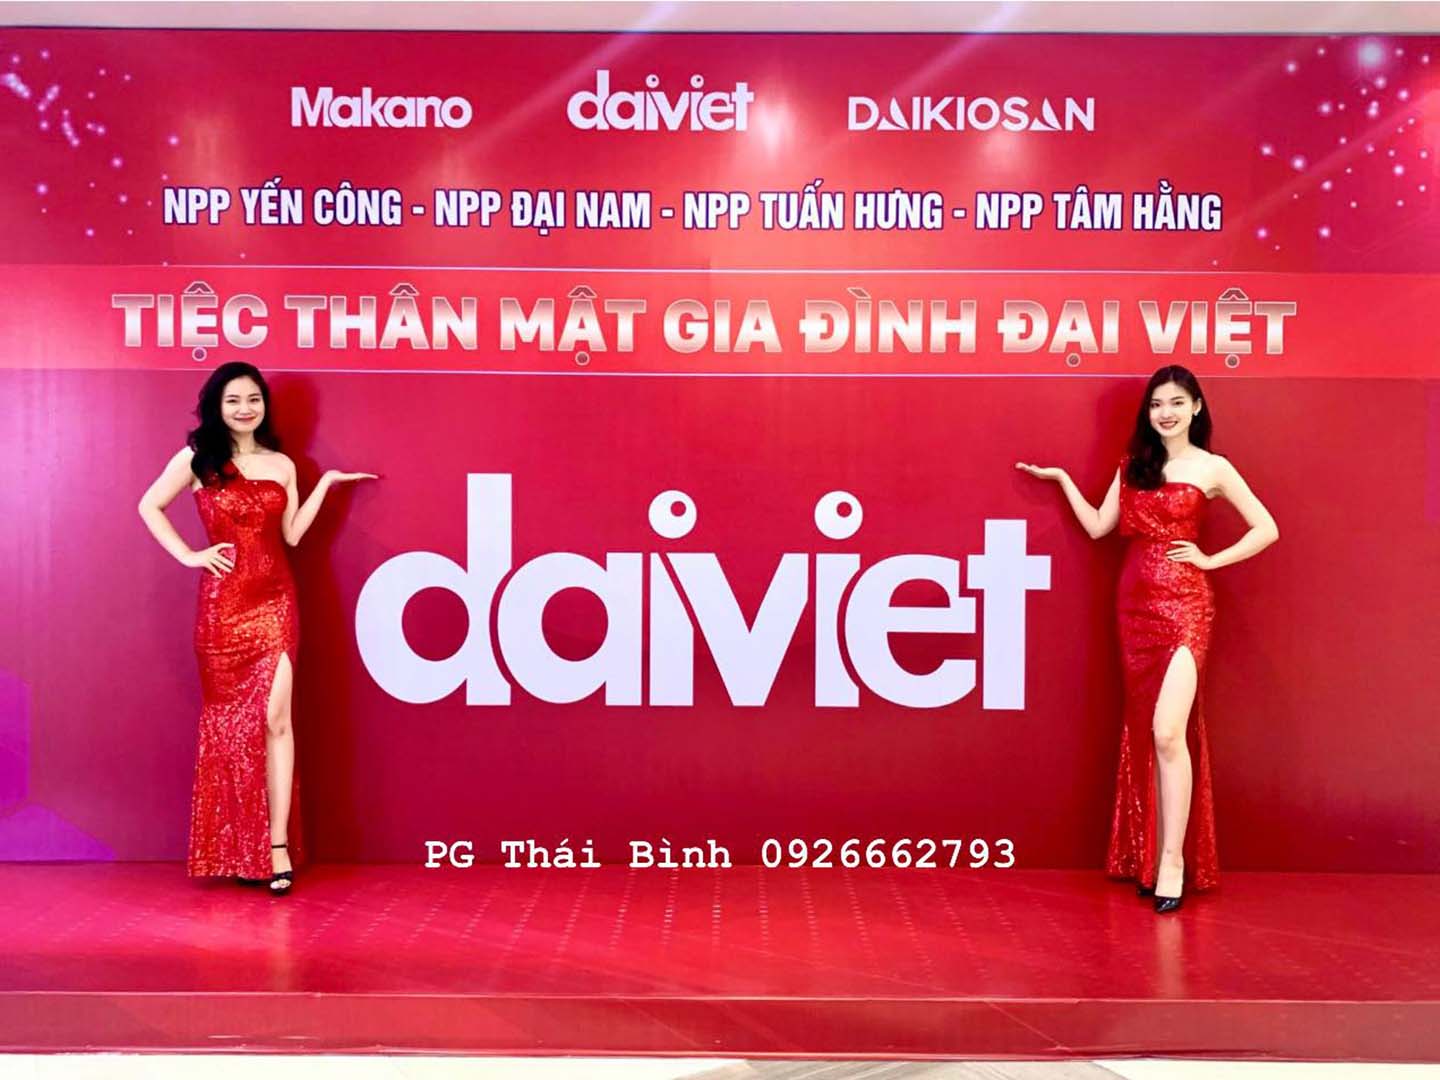 Makano daiviet DAIKIOSAN
NPP YẾN CÔNG - NPP ĐẠI NAM - NPP TUẤN HƯNG - NPP TÂM HẰNG
TIỆC THÂN MẬT GIA ĐÌNH ĐẠI VIỆT
daiviet
PG Thái Bình 0926662793